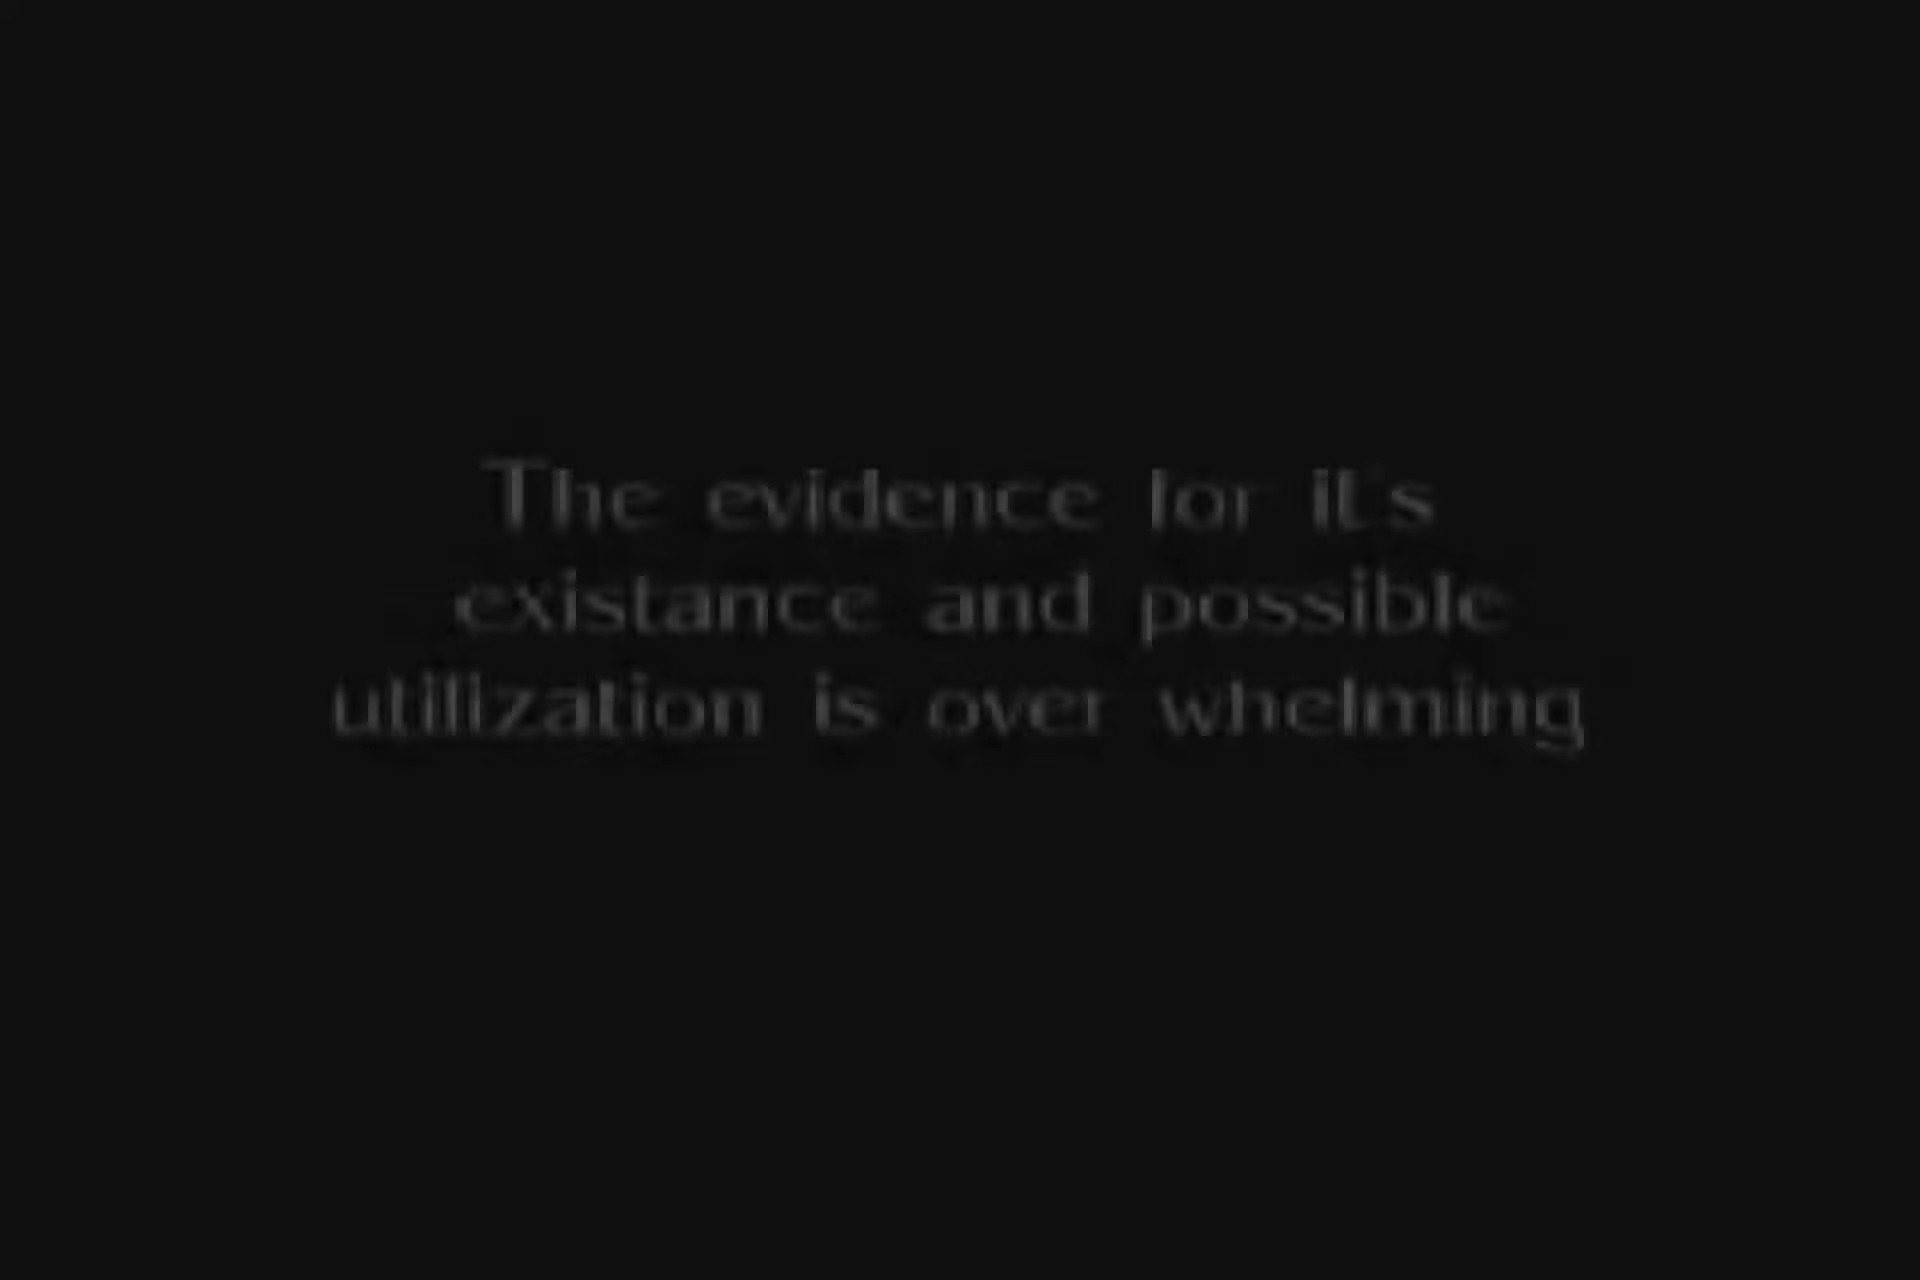 The evidence for it's
existance and possible
utilization is over whelming